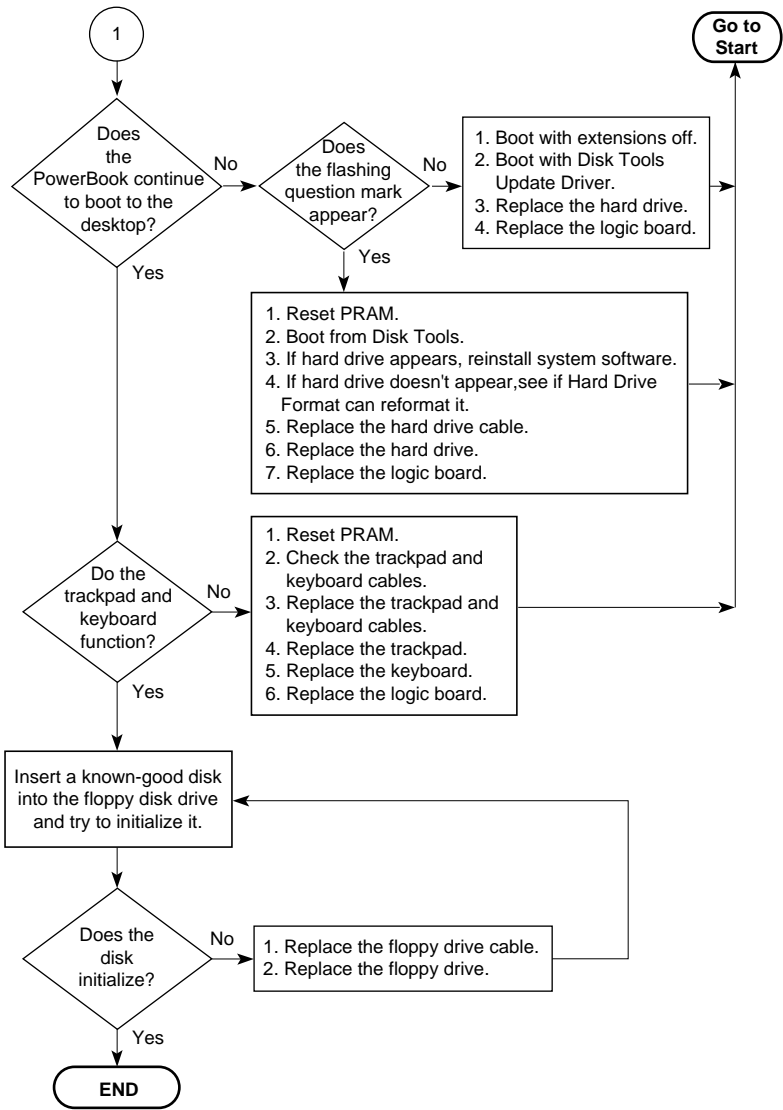 1
Go to
Start
Does
the
PowerBook continue
to boot to the
desktop?
No
Yes
Does
the flashing
question mark
appear?
No
Yes
1. Boot with extensions off.
2. Boot with Disk Tools
Update Driver.
3. Replace the hard drive.
4. Replace the logic board.
1. Reset PRAM.
2. Boot from Disk Tools.
3. If hard drive appears, reinstall system software.
4. If hard drive doesn't appear,see if Hard Drive
Format can reformat it.
5. Replace the hard drive cable.
6. Replace the hard drive.
7. Replace the logic board.
Do the
trackpad and
keyboard
function?
No
Yes
1. Reset PRAM.
2. Check the trackpad and
keyboard cables.
3. Replace the trackpad and
keyboard cables.
4. Replace the trackpad.
5. Replace the keyboard.
6. Replace the logic board.
Insert a known-good disk
into the floppy disk drive
and try to initialize it.
Does the
disk
initialize?
No
Yes
1. Replace the floppy drive cable.
2. Replace the floppy drive.
END